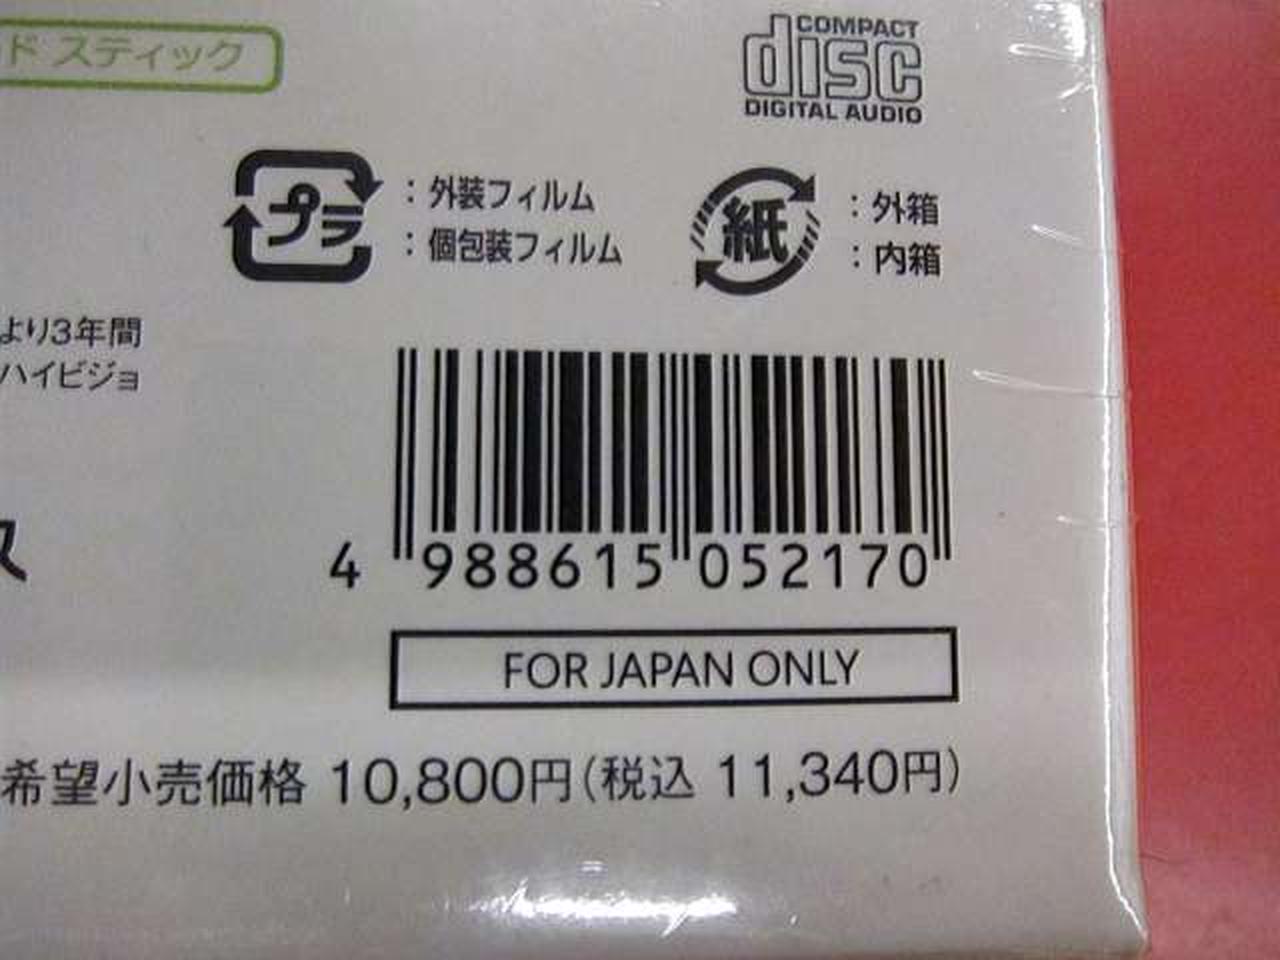 ド スティック
COMPACT
disc
DIGITAL AUDIO
プラ
：外装フィルム
：個包装フィルム
紙
：外箱
：内箱
より3年間
ハイビジョ
4 988615 052170
FOR JAPAN ONLY
希望小売価格 10,800円(税込 11,340円)